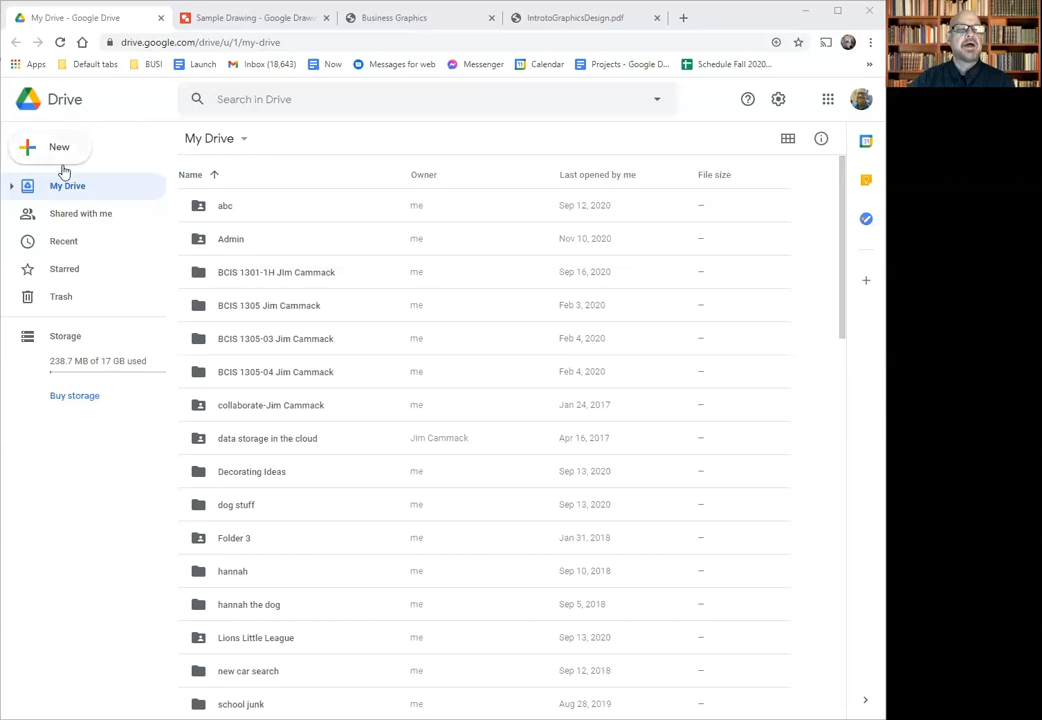 My Drive - Google Drive
Sample Drawing - Google Drawin
Business Graphics
IntrotoGraphicsDesign.pdf
drive.google.com/drive/u/1/my-drive
Apps
Default tabs
BUSI
Launch
Inbox (18,643)
Now
Messages for web
Messenger
Calendar
Projects - Google D...
Schedule Fall 2020...
Drive
Search in Drive
New
My Drive
Shared with me
Recent
Starred
Trash
Storage
238.7 MB of 17 GB used
Buy storage
My Drive
Name Owner Last opened by me File size
abc me Sep 12, 2020 –
Admin me Nov 10, 2020 –
BCIS 1301-1H JIm Cammack me Sep 16, 2020 –
BCIS 1305 Jim Cammack me Feb 3, 2020 –
BCIS 1305-03 Jim Cammack me Feb 4, 2020 –
BCIS 1305-04 Jim Cammack me Feb 4, 2020 –
collaborate-Jim Cammack me Jan 24, 2017 –
data storage in the cloud Jim Cammack Apr 16, 2017 –
Decorating Ideas me Sep 13, 2020 –
dog stuff me Sep 13, 2020 –
Folder 3 me Jan 31, 2018 –
hannah me Sep 10, 2018 –
hannah the dog me Sep 5, 2018 –
Lions Little League me Sep 13, 2020 –
new car search me Sep 12, 2018 –
school junk me Aug 28, 2019 –